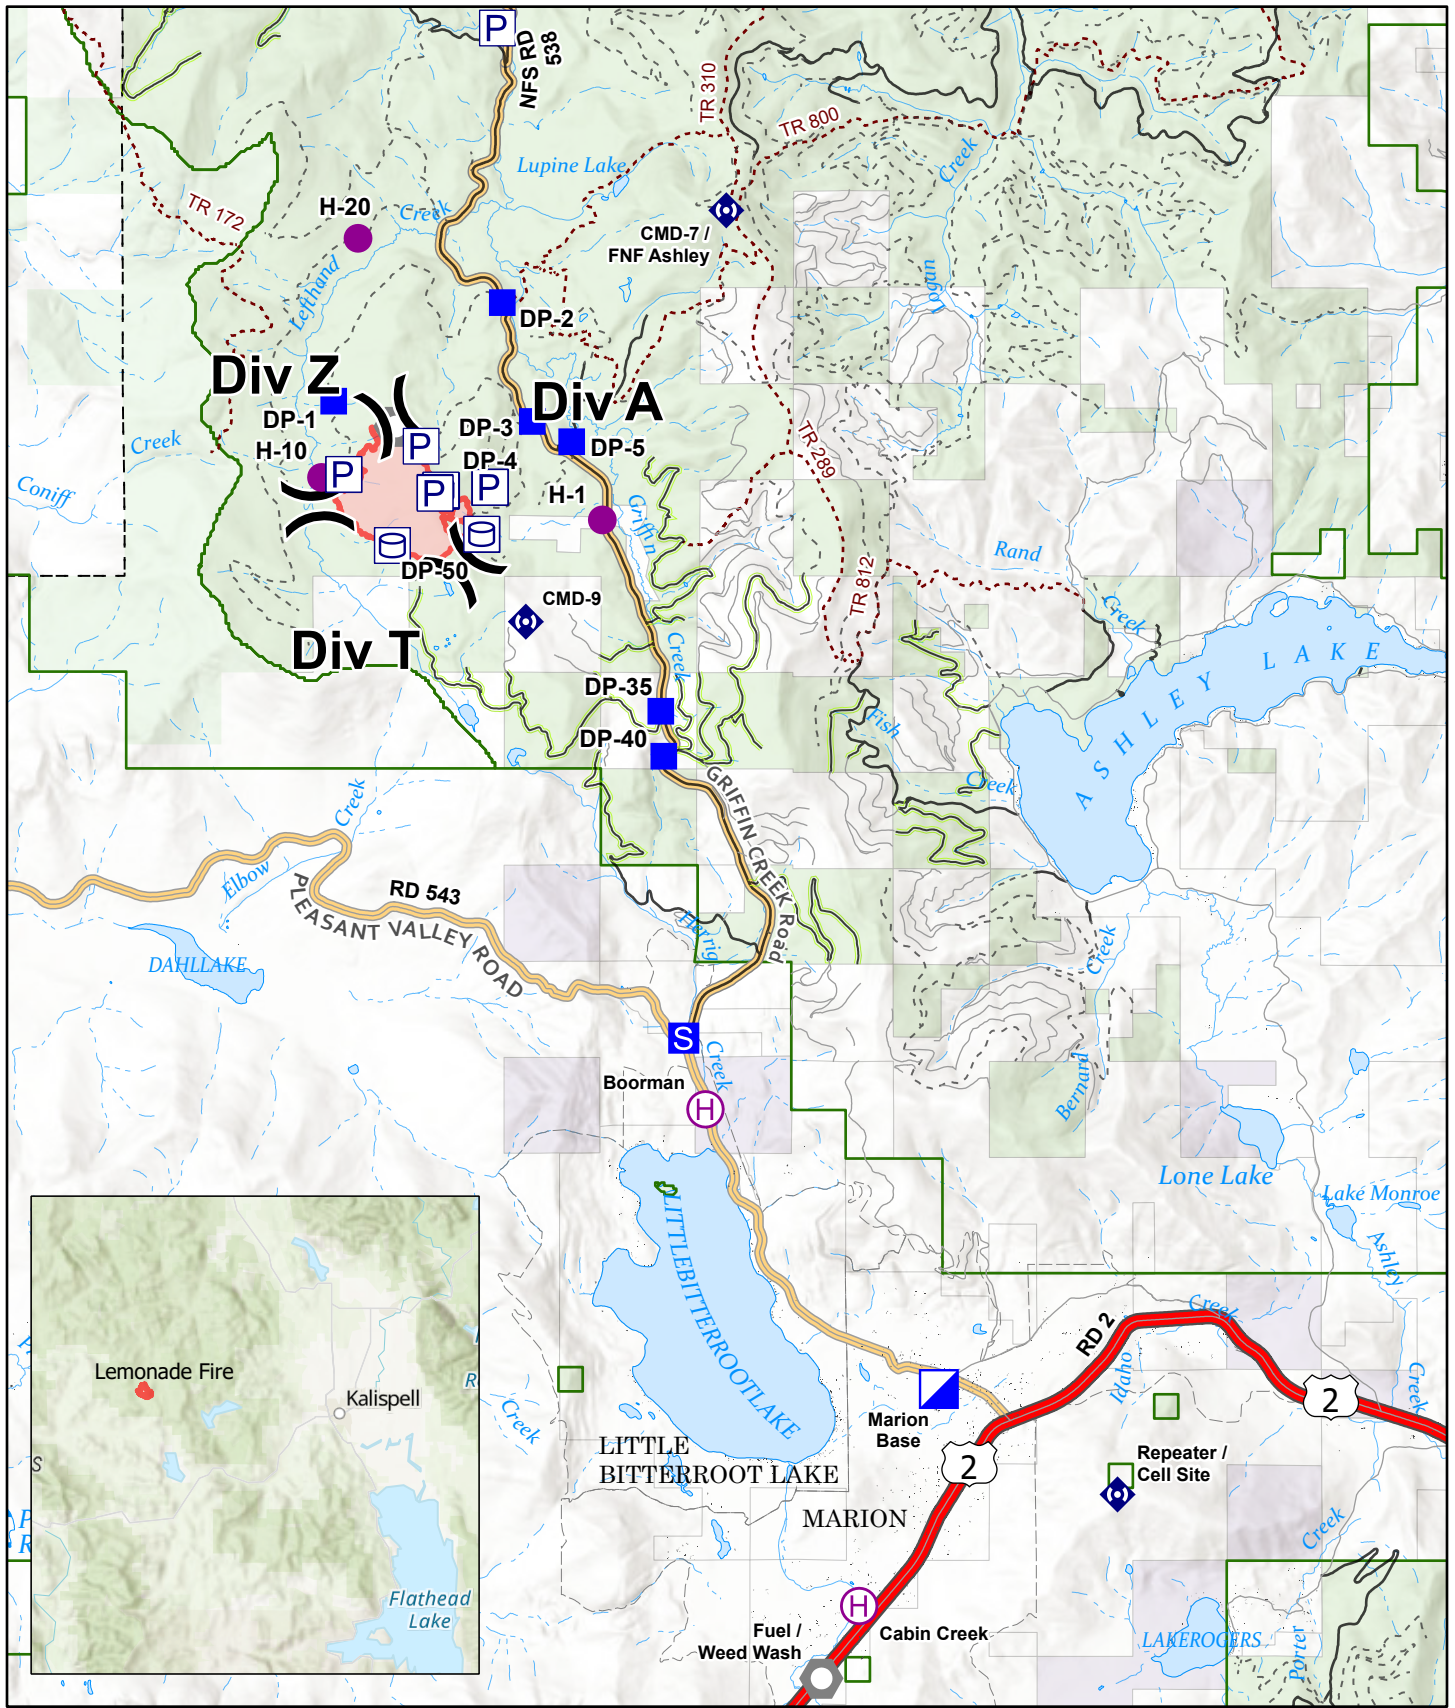 P
NFS RD
538
TR 310
TR 800
Lupine Lake
Creek
TR 172
H-20
Creek
CMD-7 /
FNF Ashley
Lefthand
Logan
DP-2
Div Z
Div A
DP-1
DP-3
DP-5
Creek
H-10
P
DP-4
TR 289
P
P
P
Coniff
H-1
Griffin
Rand
DP-50
TR 812
CMD-9
Creek
Div T
Creek
ASHLEY LAKE
DP-35
Fish
DP-40
GRIFFIN CREEK Road
Creek
Creek
Elbow
RD 543
PLEASANT VALLEY ROAD
Herrig
Creek
DAHLLAKE
S
Creek
Boorman
Bernard
H
Lone Lake
Lake Monroe
LITTLEBITTERROOTLAKE
Ashley
Creek
RD 2
Lemonade Fire
Kalispell
Idaho
Creek
2
Creek
Marion
Base
LITTLE
BITTERROOT LAKE
2
Repeater /
Cell Site
MARION
Creek
Flathead
Lake
H
Fuel /
Weed Wash
Cabin Creek
LAKEROGERS
Porter